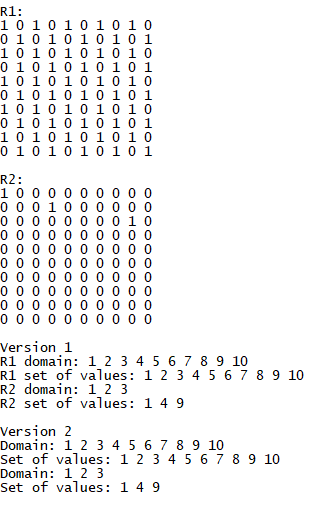 R1:
1 0 1 0 1 0 1 0 1 0
0 1 0 1 0 1 0 1 0 1
1 0 1 0 1 0 1 0 1 0
0 1 0 1 0 1 0 1 0 1
1 0 1 0 1 0 1 0 1 0
0 1 0 1 0 1 0 1 0 1
1 0 1 0 1 0 1 0 1 0
0 1 0 1 0 1 0 1 0 1
1 0 1 0 1 0 1 0 1 0
0 1 0 1 0 1 0 1 0 1

R2:
1 0 0 0 0 0 0 0 0 0
0 0 0 1 0 0 0 0 0 0
0 0 0 0 0 0 0 0 1 0
0 0 0 0 0 0 0 0 0 0
0 0 0 0 0 0 0 0 0 0
0 0 0 0 0 0 0 0 0 0
0 0 0 0 0 0 0 0 0 0
0 0 0 0 0 0 0 0 0 0
0 0 0 0 0 0 0 0 0 0
0 0 0 0 0 0 0 0 0 0

Version 1
R1 domain: 1 2 3 4 5 6 7 8 9 10
R1 set of values: 1 2 3 4 5 6 7 8 9 10
R2 domain: 1 2 3
R2 set of values: 1 4 9

Version 2
Domain: 1 2 3 4 5 6 7 8 9 10
Set of values: 1 2 3 4 5 6 7 8 9 10
Domain: 1 2 3
Set of values: 1 4 9